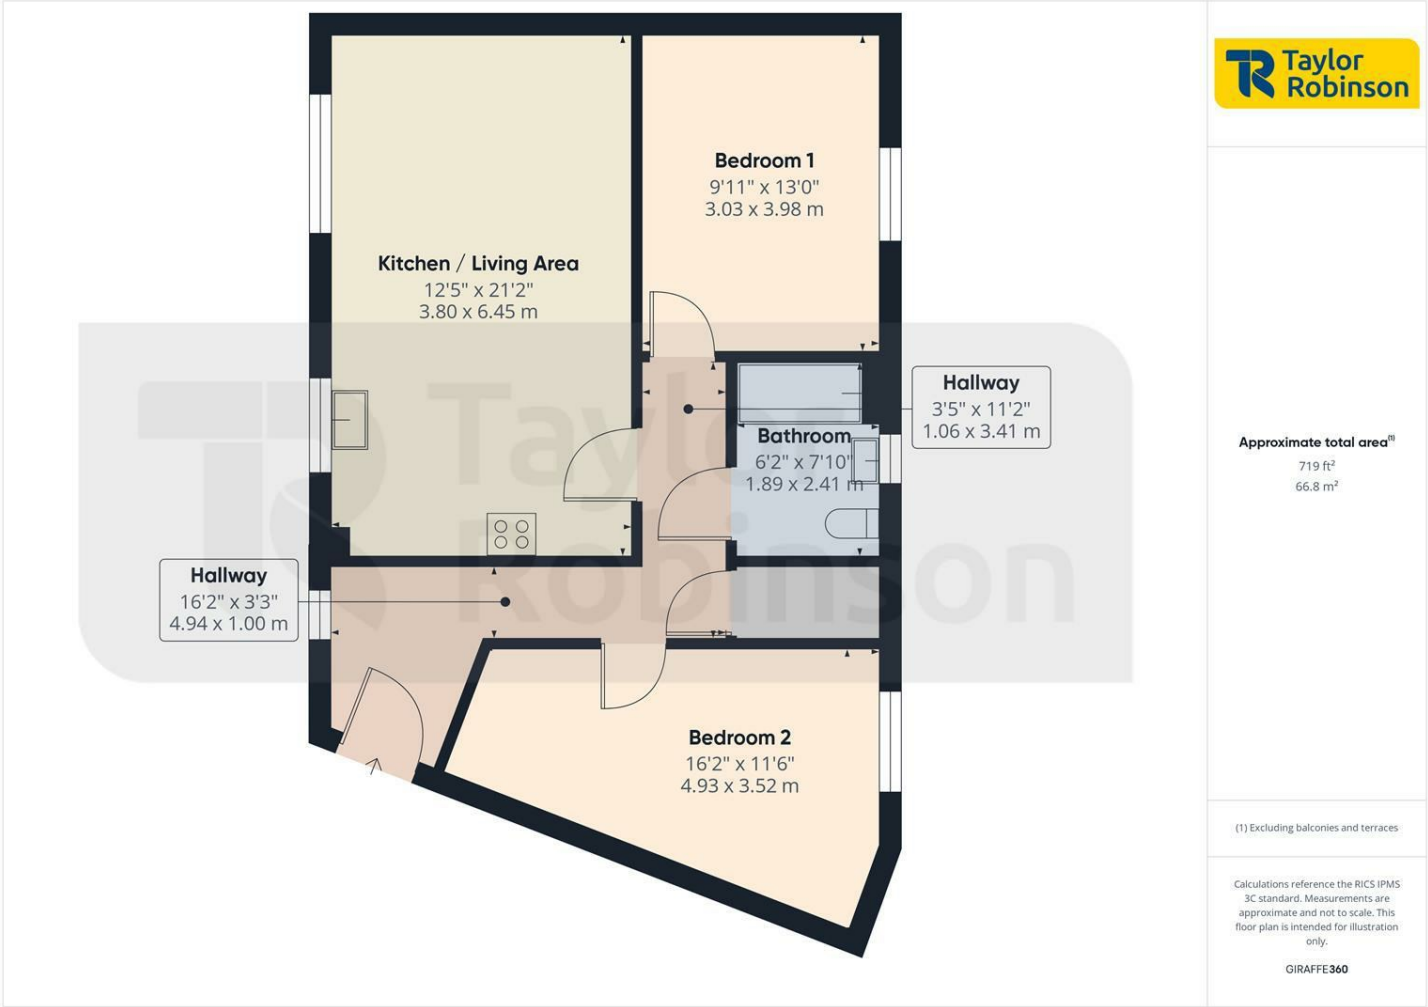 Taylor
Robinson
Bedroom 1
9'11" x 13'0"
3.03 x 3.98 m
Kitchen / Living Area
12'5" x 21'2"
3.80 x 6.45 m
Hallway
3'5" x 11'2"
1.06 x 3.41 m
Bathroom
6'2" x 7'10"
1.89 x 2.41 m
Taylor
Robinson
Hallway
16'2" x 3'3"
4.94 x 1.00 m
Bedroom 2
16'2" x 11'6"
4.93 x 3.52 m
Approximate total area(1)
719 ft²
66.8 m²
(1) Excluding balconies and terraces
Calculations reference the RICS IPMS
3C standard. Measurements are
approximate and not to scale. This
floor plan is intended for illustration
only.
GIRAFFE360